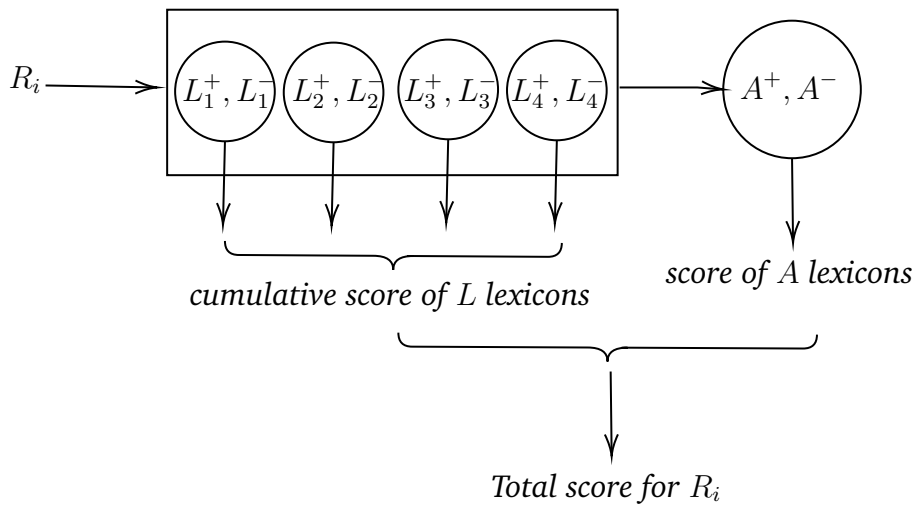 R_i
L_1^+, L_1^-
L_2^+, L_2^-
L_3^+, L_3^-
L_4^+, L_4^-
A^+, A^-
score of A lexicons
cumulative score of L lexicons
Total score for R_i